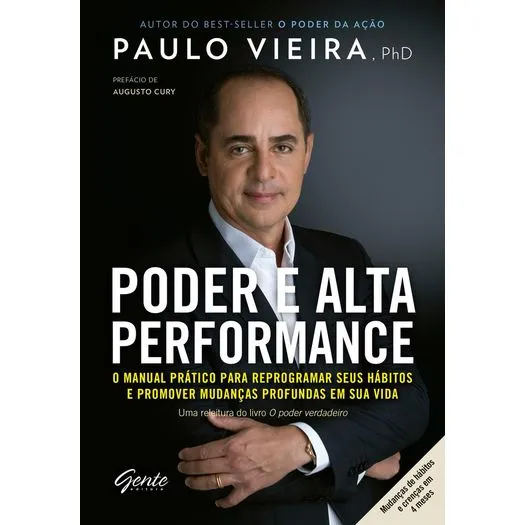 AUTOR DO BEST-SELLER O PODER DA AÇÃO
PAULO VIEIRA, PhD
PREFÁCIO DE
AUGUSTO CURY
PODER E ALTA
PERFORMANCE
O MANUAL PRÁTICO PARA REPROGRAMAR SEUS HÁBITOS
E PROMOVER MUDANÇAS PROFUNDAS EM SUA VIDA
Uma releitura do livro O poder verdadeiro
Gente
editora
Mudanças de hábitos
e crenças em
4 meses